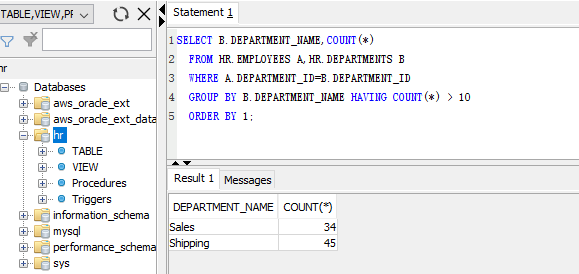 TABLE,VIEW,PI
Statement 1
hr
Databases
aws_oracle_ext
aws_oracle_ext_data
hr
TABLE
VIEW
Procedures
Triggers
information_schema
mysql
performance_schema
sys
1 SELECT B.DEPARTMENT_NAME,COUNT(*)
2 FROM HR.EMPLOYEES A,HR.DEPARTMENTS B
3 WHERE A.DEPARTMENT_ID=B.DEPARTMENT_ID
4 GROUP BY B.DEPARTMENT_NAME HAVING COUNT(*) > 10
5 ORDER BY 1;
Result 1 Messages
DEPARTMENT_NAME COUNT(*)
Sales 34
Shipping 45